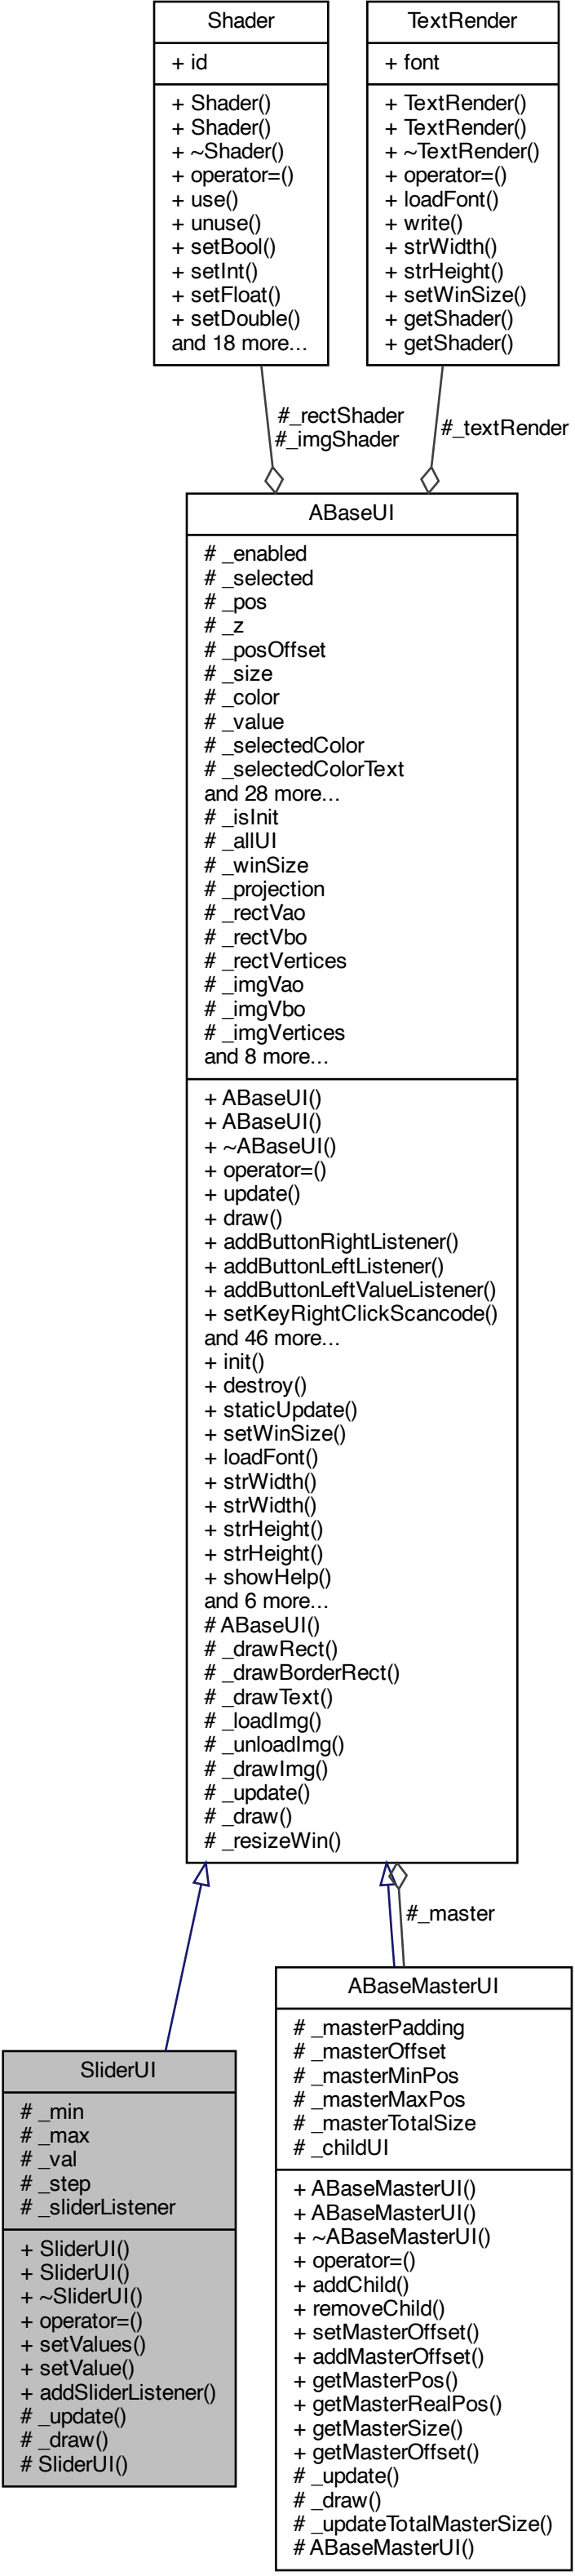 Shader
+ id
+ Shader()
+ Shader()
+ ~Shader()
+ operator=()
+ use()
+ unuse()
+ setBool()
+ setInt()
+ setFloat()
+ setDouble()
and 18 more...
TextRender
+ font
+ TextRender()
+ TextRender()
+ ~TextRender()
+ operator=()
+ loadFont()
+ write()
+ strWidth()
+ strHeight()
+ setWinSize()
+ getShader()
+ getShader()
#_rectShader
#_imgShader
#_textRender
ABaseUI
# _enabled
# _selected
# _pos
# _z
# _posOffset
# _size
# _color
# _value
# _selectedColor
# _selectedColorText
and 28 more...
# _isInit
# _allUI
# _winSize
# _projection
# _rectVao
# _rectVbo
# _rectVertices
# _imgVao
# _imgVbo
# _imgVertices
and 8 more...
+ ABaseUI()
+ ABaseUI()
+ ~ABaseUI()
+ operator=()
+ update()
+ draw()
+ addButtonRightListener()
+ addButtonLeftListener()
+ addButtonLeftValueListener()
+ setKeyRightClickScancode()
and 46 more...
+ init()
+ destroy()
+ staticUpdate()
+ setWinSize()
+ loadFont()
+ strWidth()
+ strWidth()
+ strHeight()
+ strHeight()
+ showHelp()
and 6 more...
# ABaseUI()
# _drawRect()
# _drawBorderRect()
# _drawText()
# _loadImg()
# _unloadImg()
# _drawImg()
# _update()
# _draw()
# _resizeWin()
#_master
SliderUI
# _min
# _max
# _val
# _step
# _sliderListener
+ SliderUI()
+ SliderUI()
+ ~SliderUI()
+ operator=()
+ setValues()
+ setValue()
+ addSliderListener()
# _update()
# _draw()
# SliderUI()
ABaseMasterUI
# _masterPadding
# _masterOffset
# _masterMinPos
# _masterMaxPos
# _masterTotalSize
# _childUI
+ ABaseMasterUI()
+ ABaseMasterUI()
+ ~ABaseMasterUI()
+ operator=()
+ addChild()
+ removeChild()
+ setMasterOffset()
+ addMasterOffset()
+ getMasterPos()
+ getMasterRealPos()
+ getMasterSize()
+ getMasterOffset()
# _update()
# _draw()
# _updateTotalMasterSize()
# ABaseMasterUI()